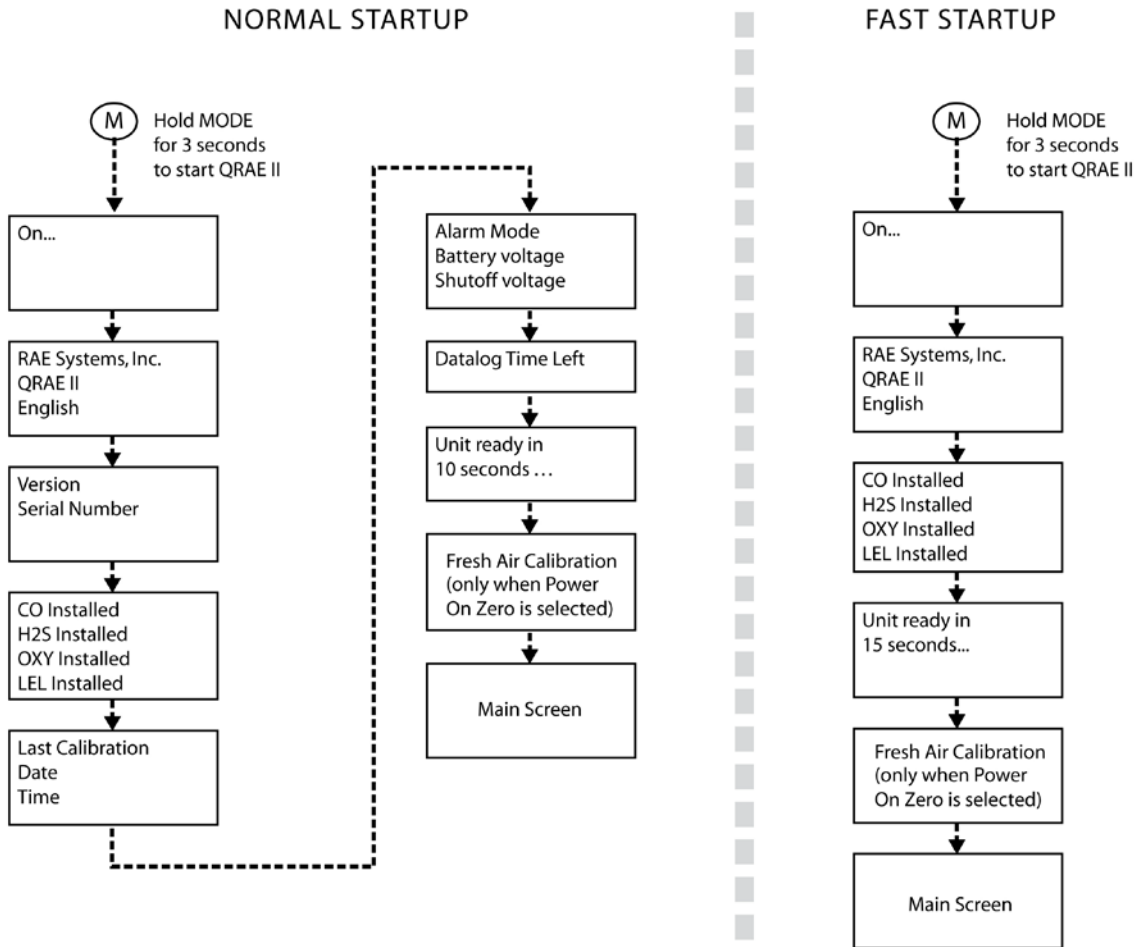 NORMAL STARTUP
M
Hold MODE
for 3 seconds
to start QRAE II
On...
RAE Systems, Inc.
QRAE II
English
Version
Serial Number
CO Installed
H2S Installed
OXY Installed
LEL Installed
Last Calibration
Date
Time
Alarm Mode
Battery voltage
Shutoff voltage
Datalog Time Left
Unit ready in
10 seconds ...
Fresh Air Calibration
(only when Power
On Zero is selected)
Main Screen
FAST STARTUP
M
Hold MODE
for 3 seconds
to start QRAE II
On...
RAE Systems, Inc.
QRAE II
English
CO Installed
H2S Installed
OXY Installed
LEL Installed
Unit ready in
15 seconds...
Fresh Air Calibration
(only when Power
On Zero is selected)
Main Screen